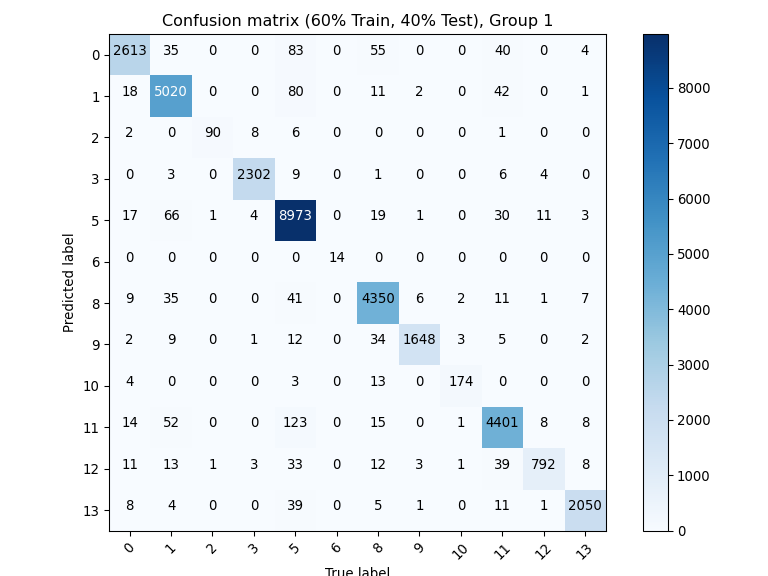 Confusion matrix (60% Train, 40% Test), Group 1
0 2613 35 0 0 83 0 55 0 0 40 0 4
1 18 5020 0 0 80 0 11 2 0 42 0 1
2 2 0 90 8 6 0 0 0 0 1 0 0
3 0 3 0 2302 9 0 1 0 0 6 4 0
5 17 66 1 4 8973 0 19 1 0 30 11 3
6 0 0 0 0 0 14 0 0 0 0 0 0
8 9 35 0 0 41 0 4350 6 2 11 1 7
9 2 9 0 1 12 0 34 1648 3 5 0 2
10 4 0 0 0 3 0 13 0 174 0 0 0
11 14 52 0 0 123 0 15 0 1 4401 8 8
12 11 13 1 3 33 0 12 3 1 39 792 8
13 8 4 0 0 39 0 5 1 0 11 1 2050
0 1 2 3 5 6 8 9 10 11 12 13
Predicted label
True label
8000
7000
6000
5000
4000
3000
2000
1000
0